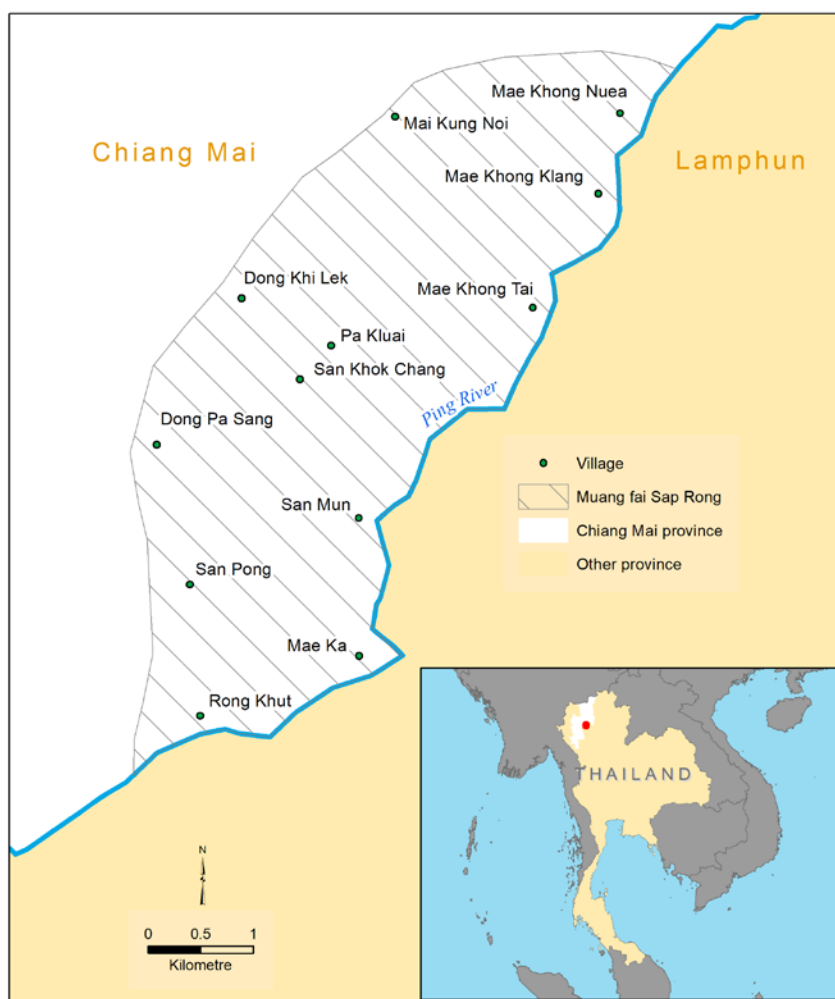 Mae Khong Nuea
Mai Kung Noi
Chiang Mai
Lamphun
Mae Khong Klang
Dong Khi Lek
Mae Khong Tai
Pa Kluai
San Khok Chang
Ping River
Dong Pa Sang
Village
San Mun
Muang fai Sap Rong
Chiang Mai province
San Pong
Other province
Mae Ka
Rong Khut
THAILAND
N
0 0.5 1
Kilometre